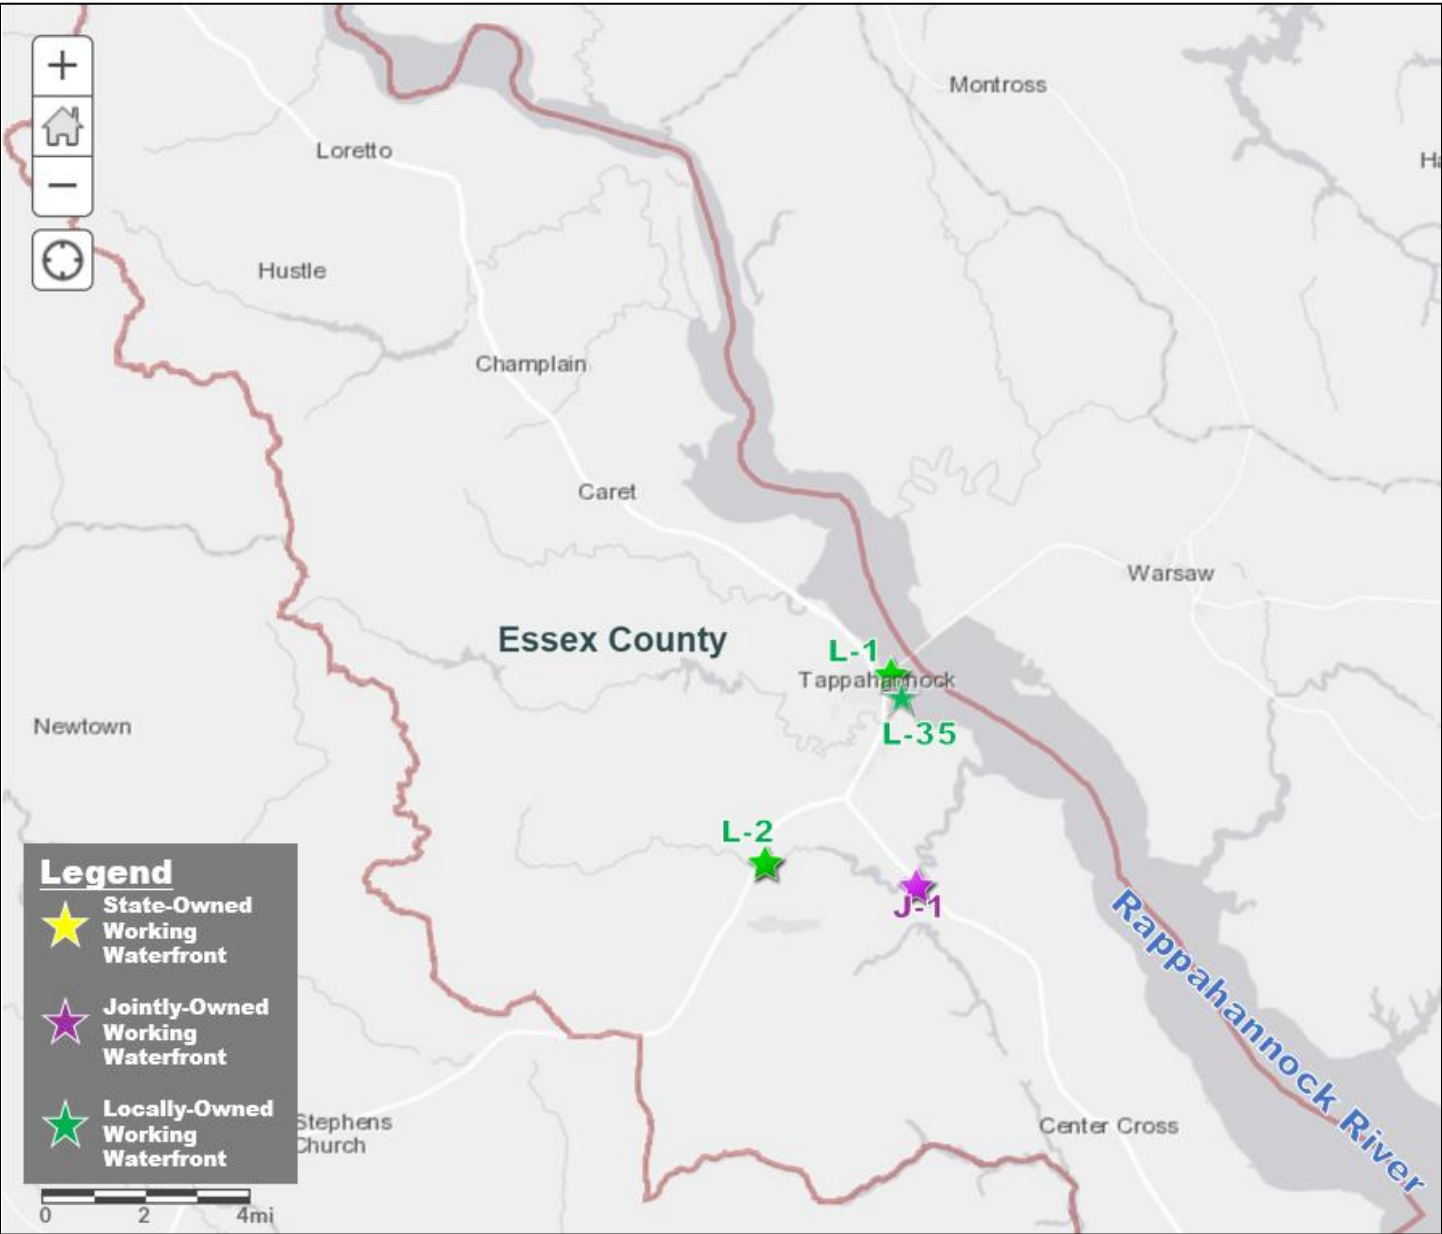 +
Montross
Loretto
Ha
−
Hustle
Champlain
Caret
Warsaw
Essex County
L-1
Tappahannock
L-35
Newtown
L-2
J-1
Rappahannock River
Legend
State-Owned
Working
Waterfront
Jointly-Owned
Working
Waterfront
Locally-Owned
Working
Waterfront
Stephens
Church
Center Cross
0 2 4mi